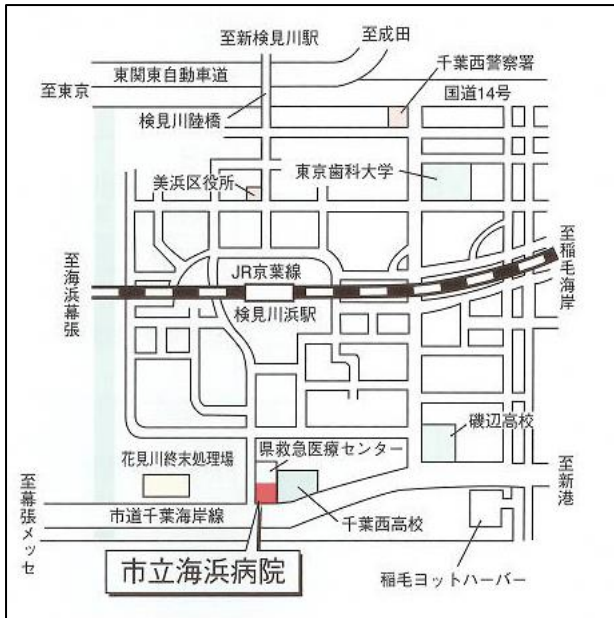 至新検見川駅
至成田
東関東自動車道
千葉西警察署
至東京
国道14号
検見川陸橋
東京歯科大学
美浜区役所
至稲毛海岸
至海浜幕張
JR京葉線
検見川浜駅
磯辺高校
県救急医療センター
花見川終末処理場
至新港
至幕張メッセ
市道千葉海岸線
千葉西高校
市立海浜病院
稲毛ヨットハーバー